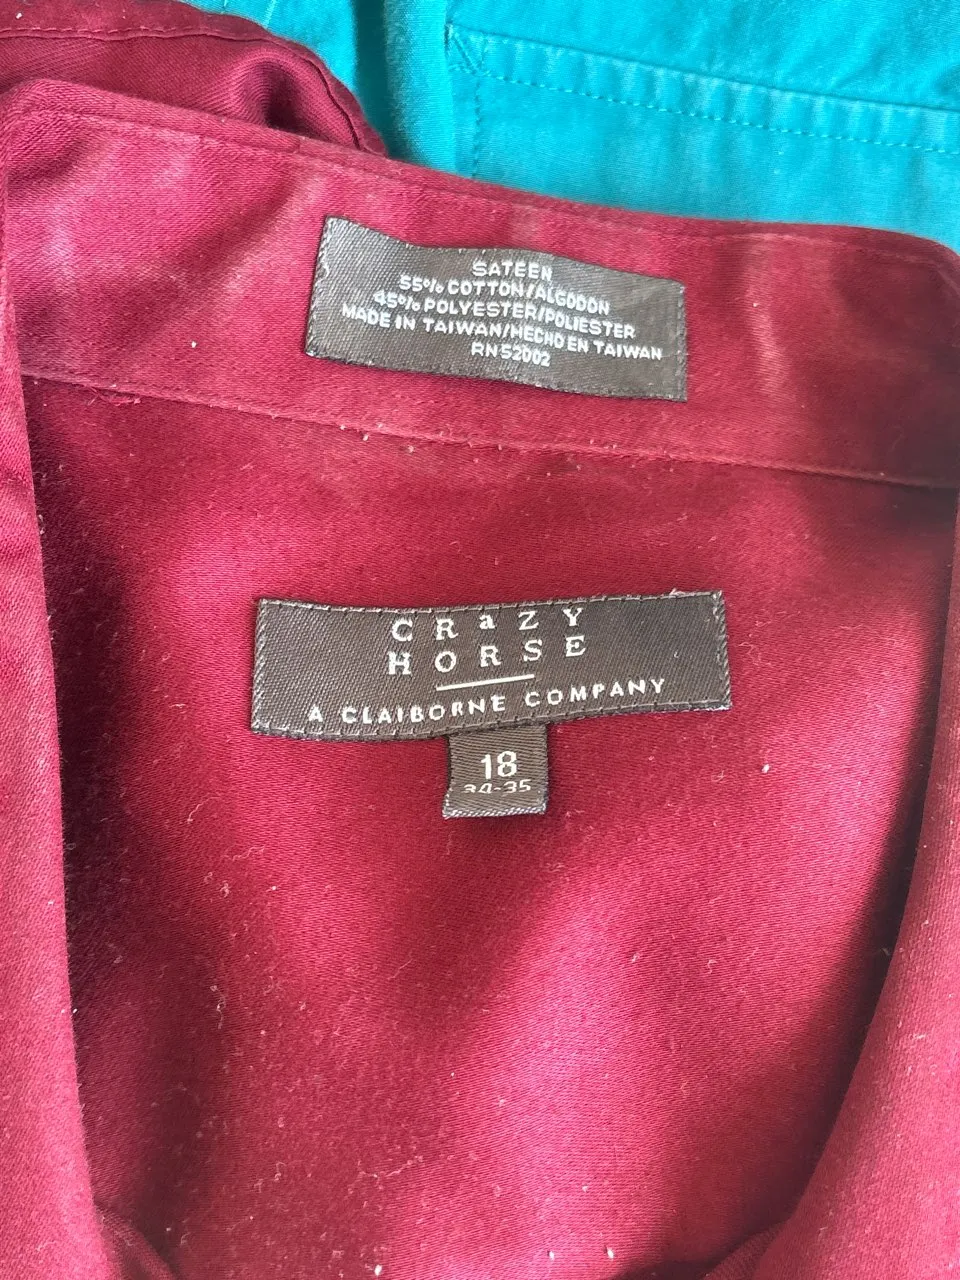 SATEEN
55% COTTON/ALGODON
45% POLYESTER/POLIESTER
MADE IN TAIWAN/HECHO EN TAIWAN
RN 52002
CRaZY
HORSE
A CLAIBORNE COMPANY
18
34-35